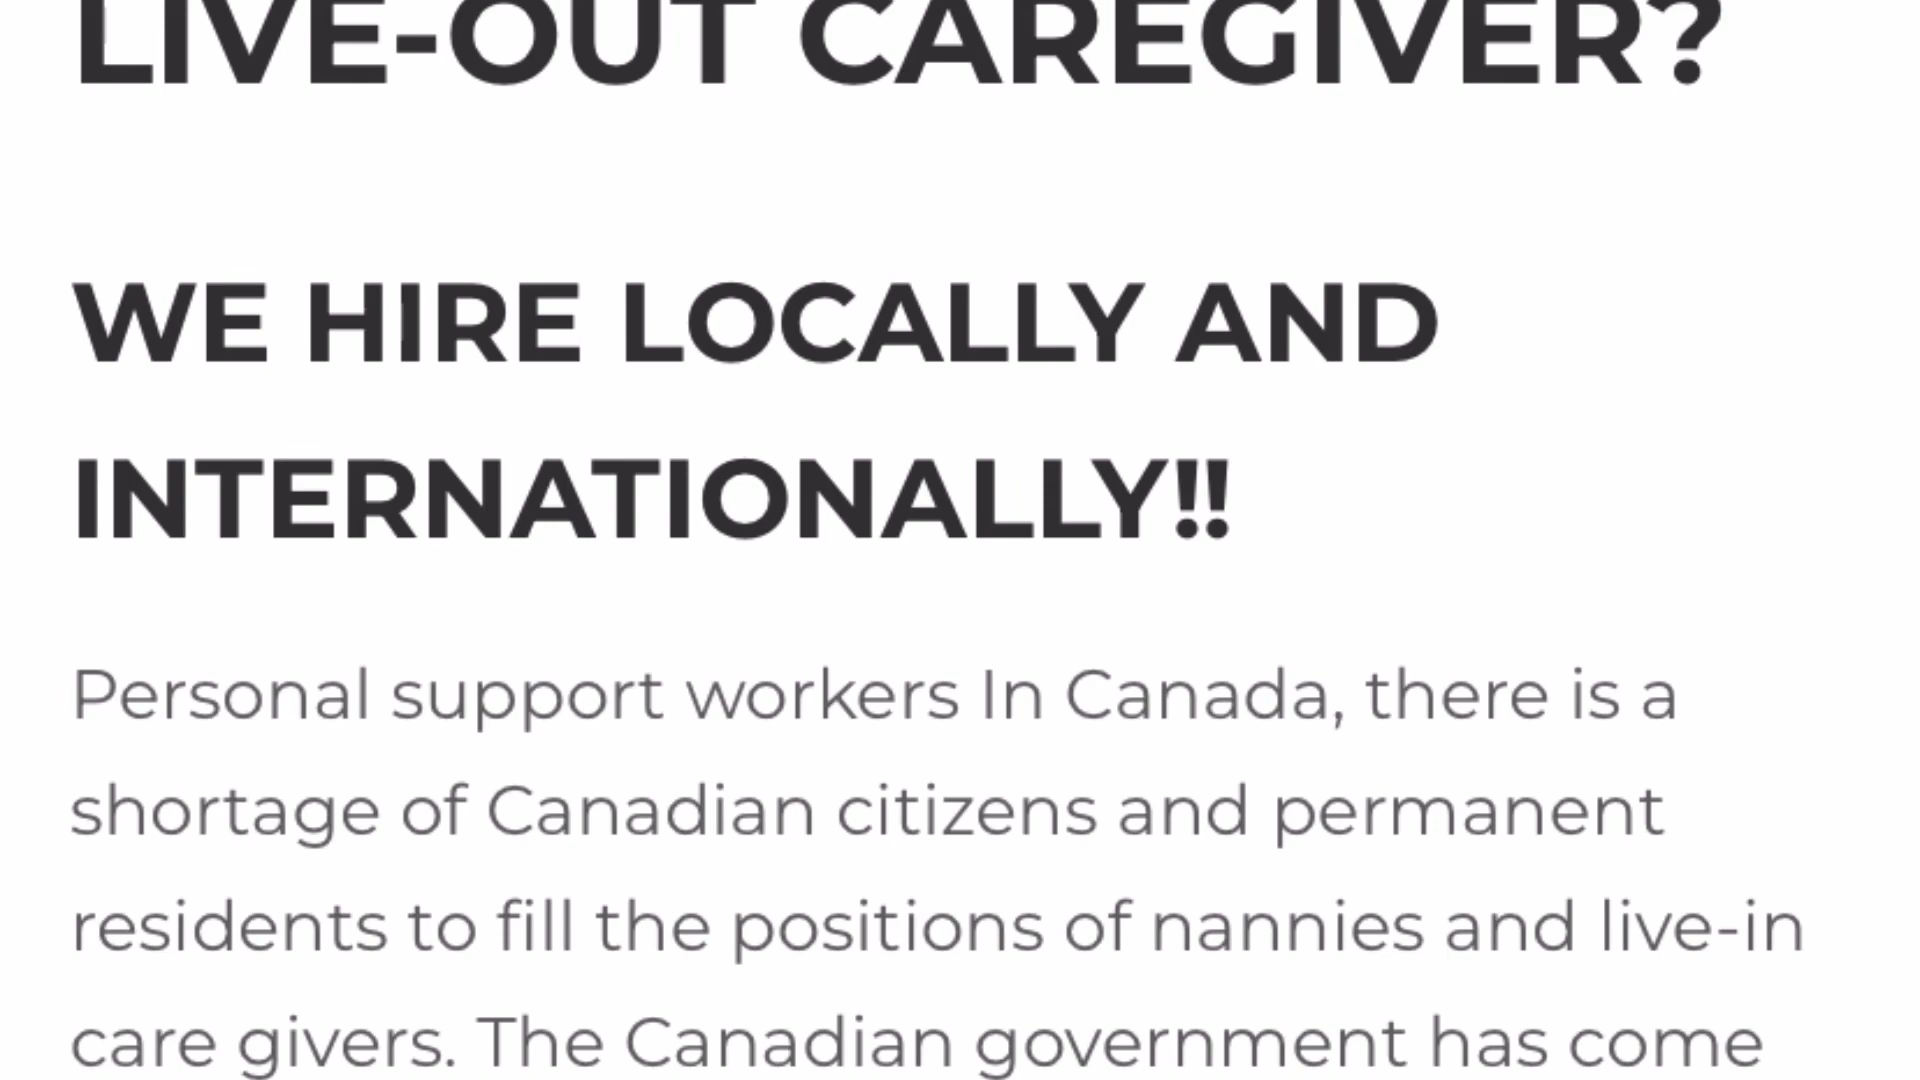 LIVE-OUT CAREGIVER?
WE HIRE LOCALLY AND
INTERNATIONALLY!!
Personal support workers In Canada, there is a
shortage of Canadian citizens and permanent
residents to fill the positions of nannies and live-in
care givers. The Canadian government has come